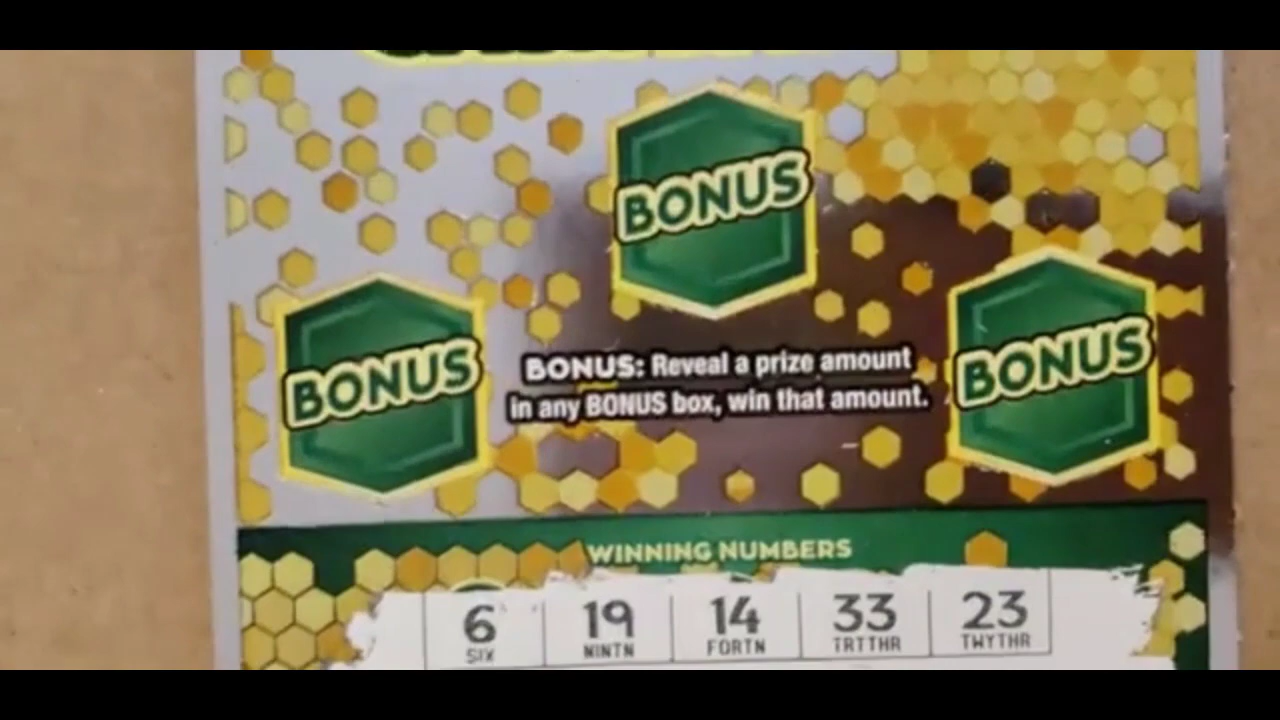 BONUS
BONUS
BONUS
BONUS: Reveal a prize amount
in any BONUS box, win that amount.
WINNING NUMBERS
6 19 14 33 23
SIX NINTN FORTN TRTTHR TWYTHR